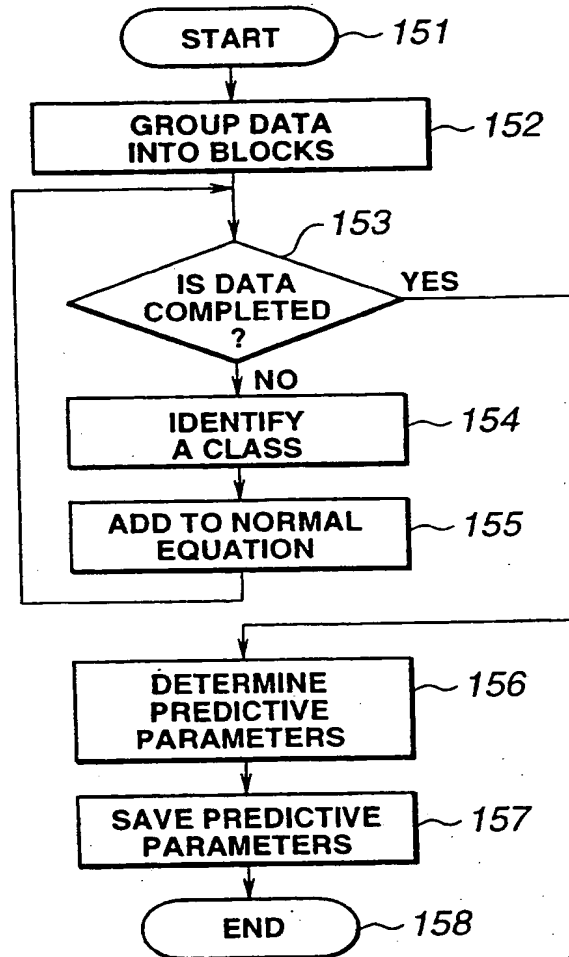 START
151
GROUP DATA
INTO BLOCKS
152
153
IS DATA
COMPLETED
?
YES
NO
IDENTIFY
A CLASS
154
ADD TO NORMAL
EQUATION
155
DETERMINE
PREDICTIVE
PARAMETERS
156
SAVE PREDICTIVE
PARAMETERS
157
END
158